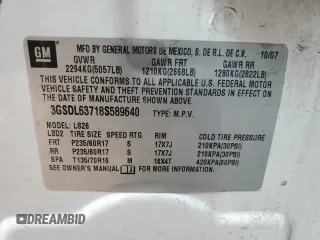 GM
MFD BY GENERAL MOTORS DE MEXICO, S. DE R.L. DE C.V. 10/07
GVWR GAWR FRT GAWR RR
2294KG(5057LB) 1210KG(2668LB) 1280KG(2822LB)
THIS VEHICLE CONFORMS TO ALL APPLICABLE U.S. FEDERAL MOTOR
VEHICLE SAFETY AND THEFT PREVENTION STANDARDS IN EFFECT ON
THE DATE OF MANUFACTURE SHOWN ABOVE.
3GSDL63718S589640 TYPE: M.P.V.
MODEL: LS26
LBD2 TIRE SIZE SPEED RTG RIM COLD TIRE PRESSURE
FRT P235/60R17 S 17X7J 210KPA(30PSI)
RR P235/60R17 S 17X7J 210KPA(30PSI)
SPA T135/70R16 M 16X4T 420KPA(60PSI)
SEE OWNER'S MANUAL FOR ADDITIONAL INFORMATION.
AutoBidCar